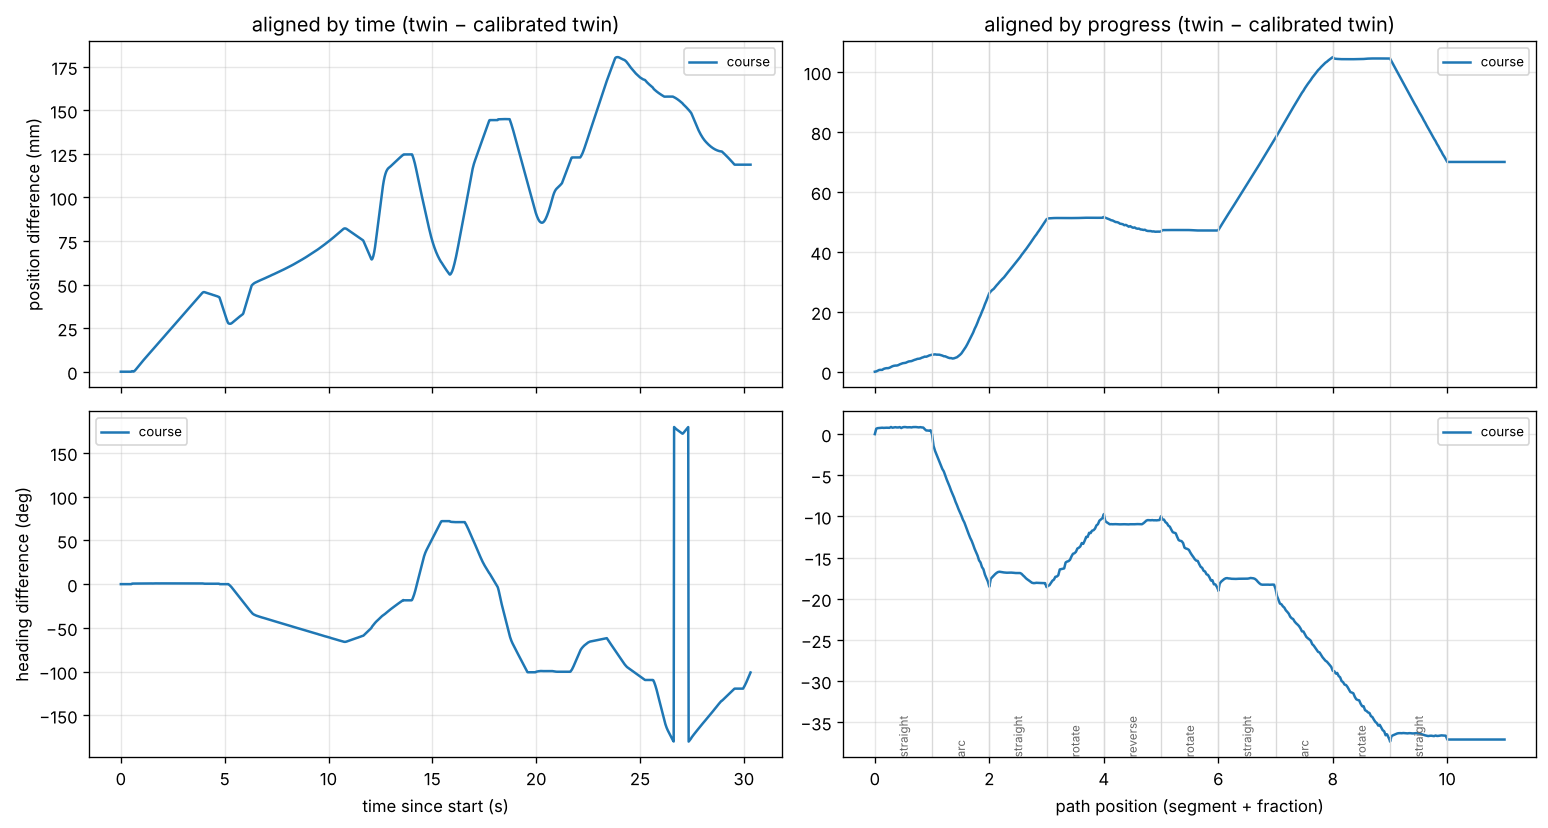 aligned by time (twin − calibrated twin)
course
position difference (mm)
175
150
125
100
75
50
25
0
aligned by progress (twin − calibrated twin)
course
100
80
60
40
20
0
course
heading difference (deg)
150
100
50
0
−50
−100
−150
0
5
10
15
20
25
30
time since start (s)
course
0
−5
−10
−15
−20
−25
−30
−35
straight
arc
straight
rotate
reverse
rotate
straight
arc
rotate
straight
0
2
4
6
8
10
path position (segment + fraction)